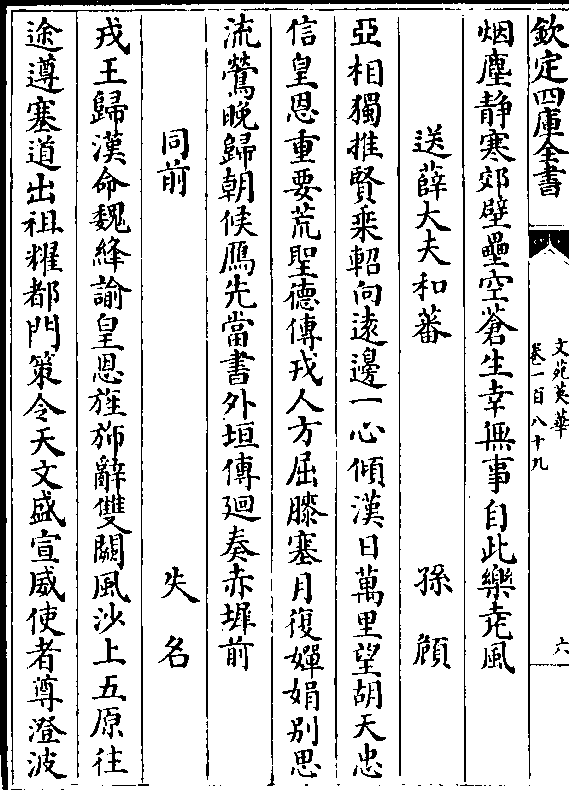 欽定四庫全書
文苑英華
卷一百八十九
六
烟塵静寒郊壁壘空蒼生幸無事自此樂堯風
送薛大夫和蕃
孫頠
亞相獨推賢乘軺向遠邊一心傾漢日萬里望胡天忠
信皇恩重要荒聖德傳戎人方屈膝塞月復嬋娟别思
流鶯晚歸朝候鴈先當書外垣傳廻奏赤墀前
同前
失名
戎王歸漢命魏絳諭皇恩旌斾辭雙闕風沙上五原往
途遵塞道出祖耀都門策令天文盛宣威使者尊澄波